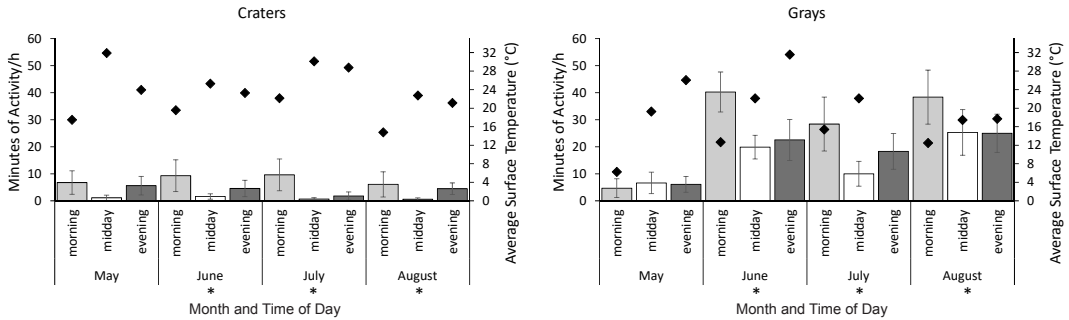 Craters
Minutes of Activity/h
60
50
40
30
20
10
0
32
28
24
20
16
12
8
4
0
Average Surface Temperature (°C)
morning midday evening morning midday evening morning midday evening morning midday evening
May June July August
* * *
Month and Time of Day
Grays
Minutes of Activity/h
60
50
40
30
20
10
0
32
28
24
20
16
12
8
4
0
Average Surface Temperature (°C)
morning midday evening morning midday evening morning midday evening morning midday evening
May June July August
* * *
Month and Time of Day